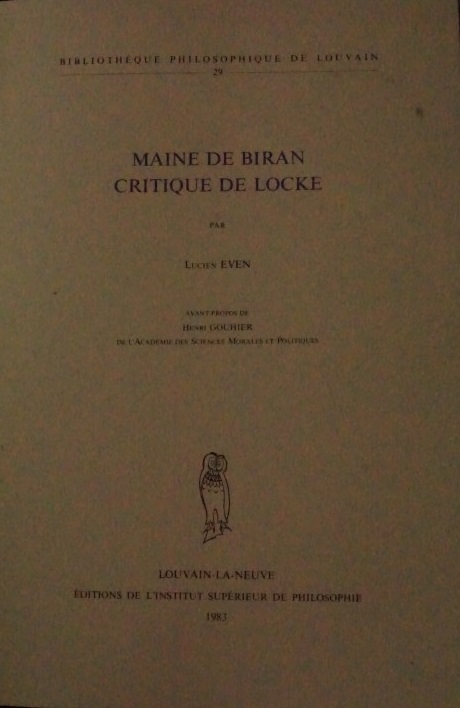 BIBLIOTHÈQUE PHILOSOPHIQUE DE LOUVAIN
29
MAINE DE BIRAN
CRITIQUE DE LOCKE
PAR
LUCIEN EVEN
AVANT-PROPOS DE
HENRI GOUHIER
DE L'ACADÉMIE DES SCIENCES MORALES ET POLITIQUES
LOUVAIN-LA-NEUVE
ÉDITIONS DE L'INSTITUT SUPÉRIEUR DE PHILOSOPHIE
1983